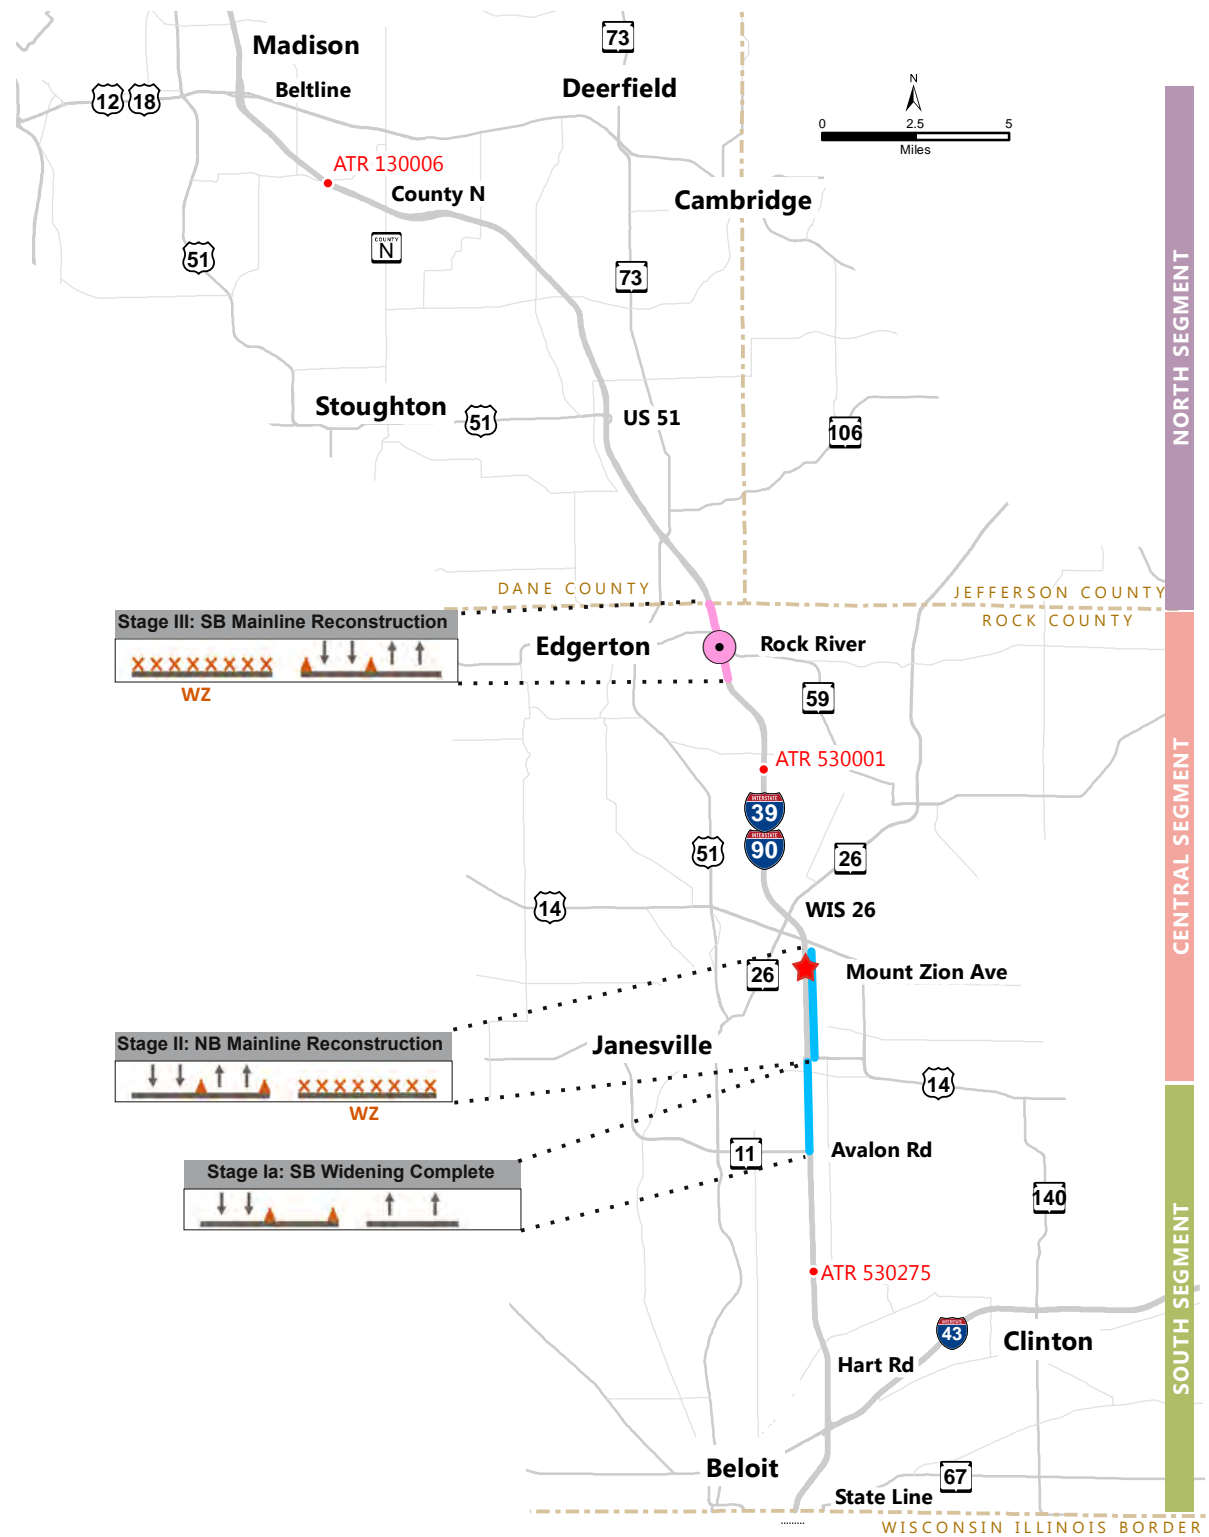 Madison
Beltline
12
18
73
Deerfield
N
0
2.5
5
Miles
ATR 130006
County N
Cambridge
COUNTY
N
51
73
NORTH SEGMENT
Stoughton
51
US 51
106
DANE COUNTY
JEFFERSON COUNTY
ROCK COUNTY
Stage III: SB Mainline Reconstruction
WZ
Edgerton
Rock River
59
ATR 530001
INTERSTATE
39
INTERSTATE
90
51
26
14
WIS 26
CENTRAL SEGMENT
26
Mount Zion Ave
Stage II: NB Mainline Reconstruction
WZ
Janesville
14
11
Avalon Rd
Stage Ia: SB Widening Complete
140
ATR 530275
INTERSTATE
43
Clinton
Hart Rd
SOUTH SEGMENT
Beloit
67
State Line
WISCONSIN ILLINOIS BORDER